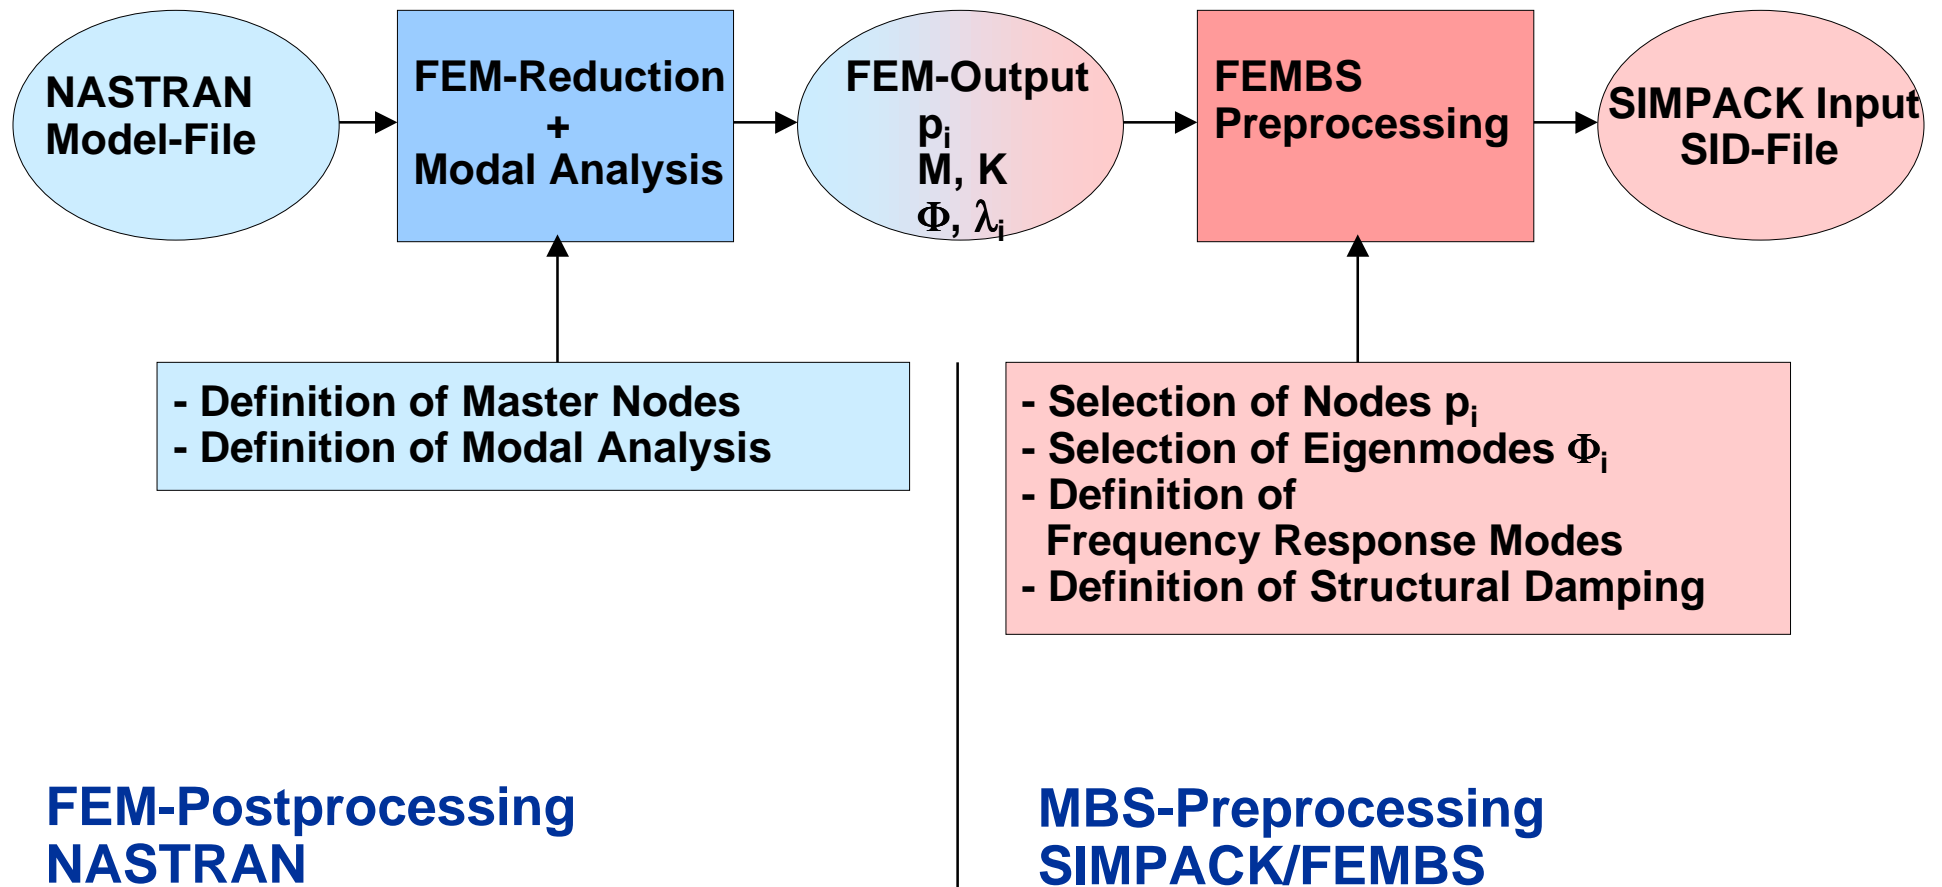 NASTRAN
Model-File
FEM-Reduction
+
Modal Analysis
FEM-Output
pᵢ
M, K
Φ, λᵢ
FEMBS
Preprocessing
SIMPACK Input
SID-File
- Definition of Master Nodes
- Definition of Modal Analysis
- Selection of Nodes pᵢ
- Selection of Eigenmodes Φᵢ
- Definition of
Frequency Response Modes
- Definition of Structural Damping
FEM-Postprocessing
NASTRAN
MBS-Preprocessing
SIMPACK/FEMBS